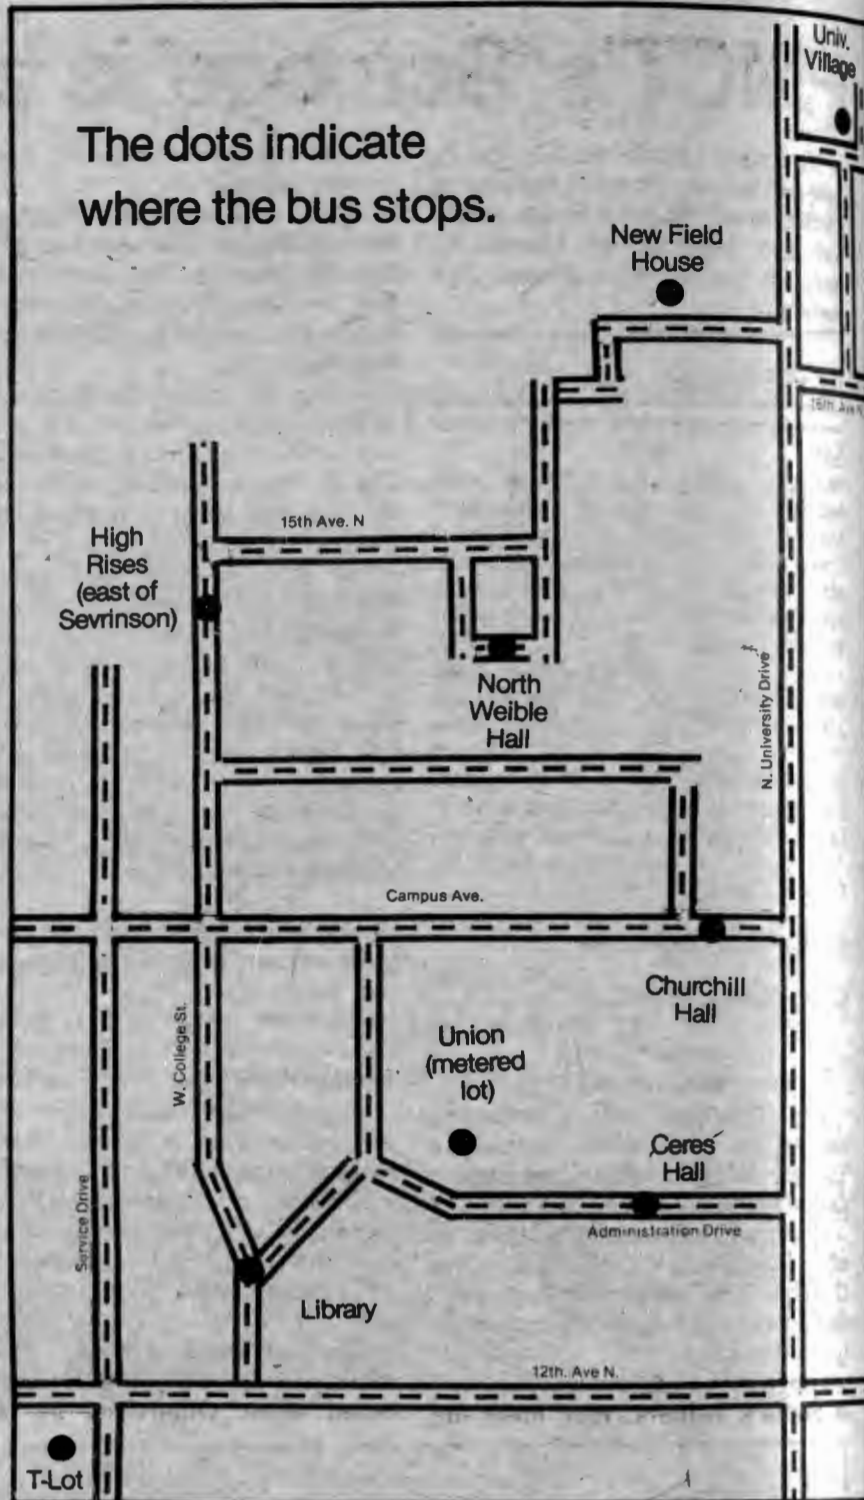 Univ.
Village
The dots indicate
where the bus stops.
New Field
House
16th Ave N
15th Ave. N
High
Rises
(east of
Sevrinson)
North
Weible
Hall
N. University Drive
Campus Ave.
Churchill
Hall
W. College St.
Union
(metered
lot)
Ceres
Hall
Service Drive
Administration Drive
Library
12th. Ave N.
T-Lot